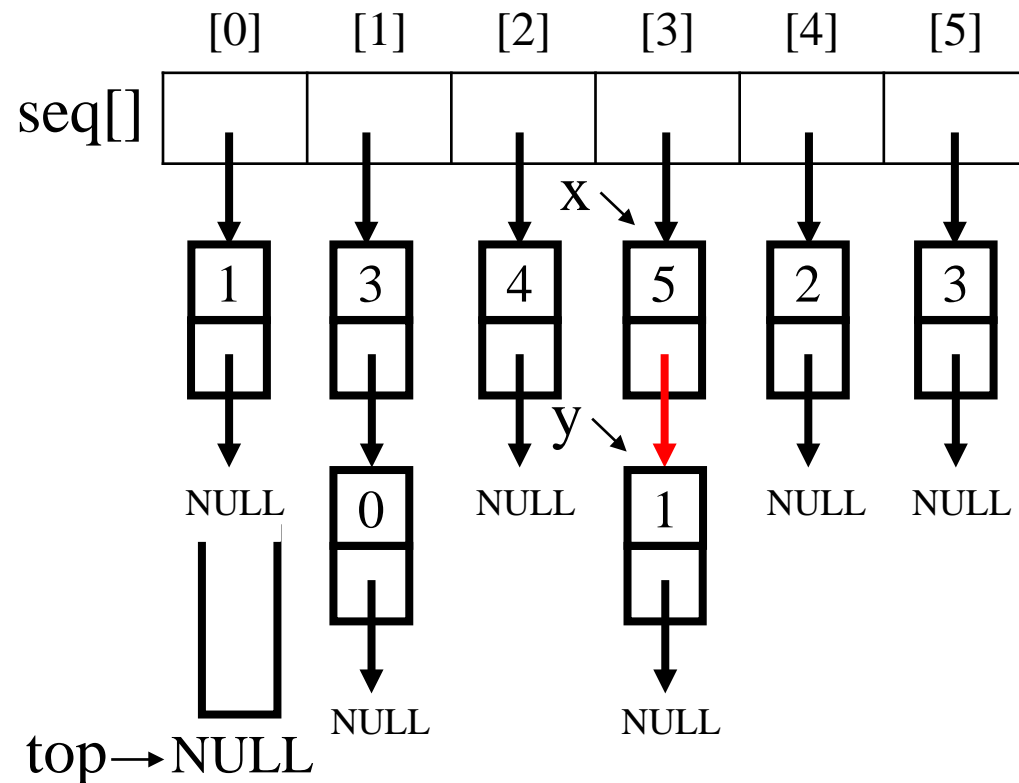 [0] [1] [2] [3] [4] [5]
seq[]
x
1 3 4 5 2 3
y
NULL 0 NULL 1 NULL NULL
NULL NULL
top NULL